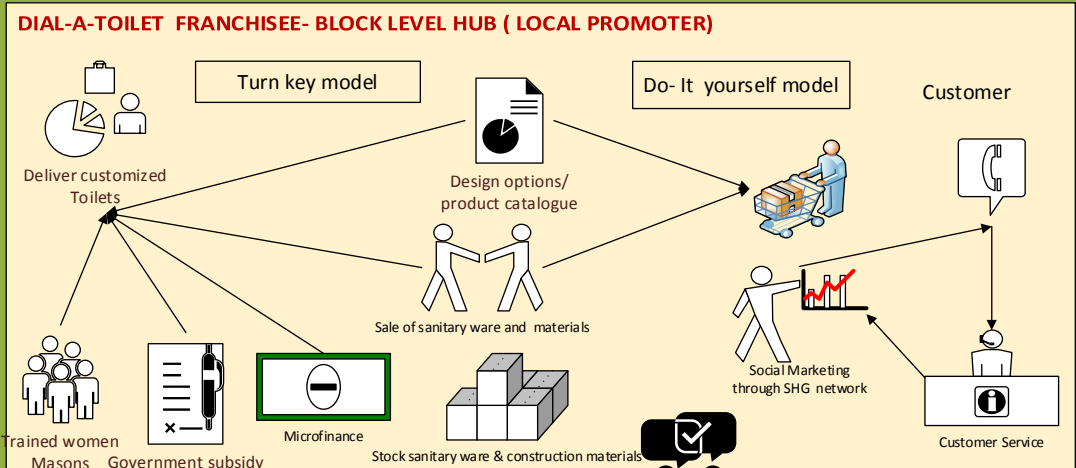 DIAL-A-TOILET FRANCHISEE- BLOCK LEVEL HUB ( LOCAL PROMOTER)
Turn key model
Do- It yourself model
Customer
Deliver customized
Toilets
Design options/
product catalogue
Sale of sanitary ware and materials
Social Marketing
through SHG network
Trained women
Masons
Government subsidy
Microfinance
Stock sanitary ware & construction materials
Customer Service